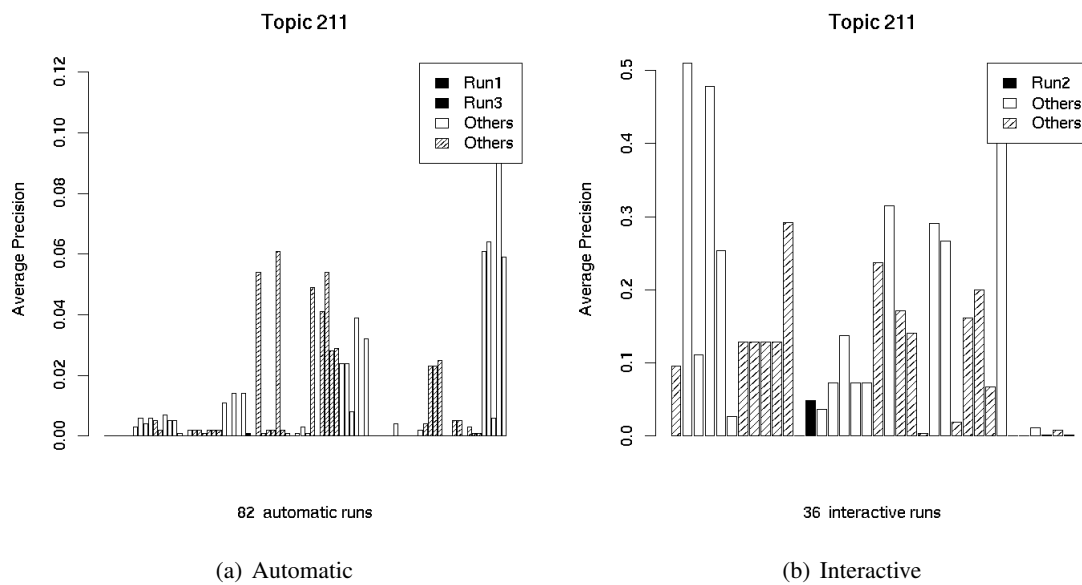 Topic 211
Average Precision
0.12
0.10
0.08
0.06
0.04
0.02
0.00
Run1
Run3
Others
Others
82 automatic runs
(a) Automatic
Topic 211
Average Precision
0.5
0.4
0.3
0.2
0.1
0.0
Run2
Others
Others
36 interactive runs
(b) Interactive